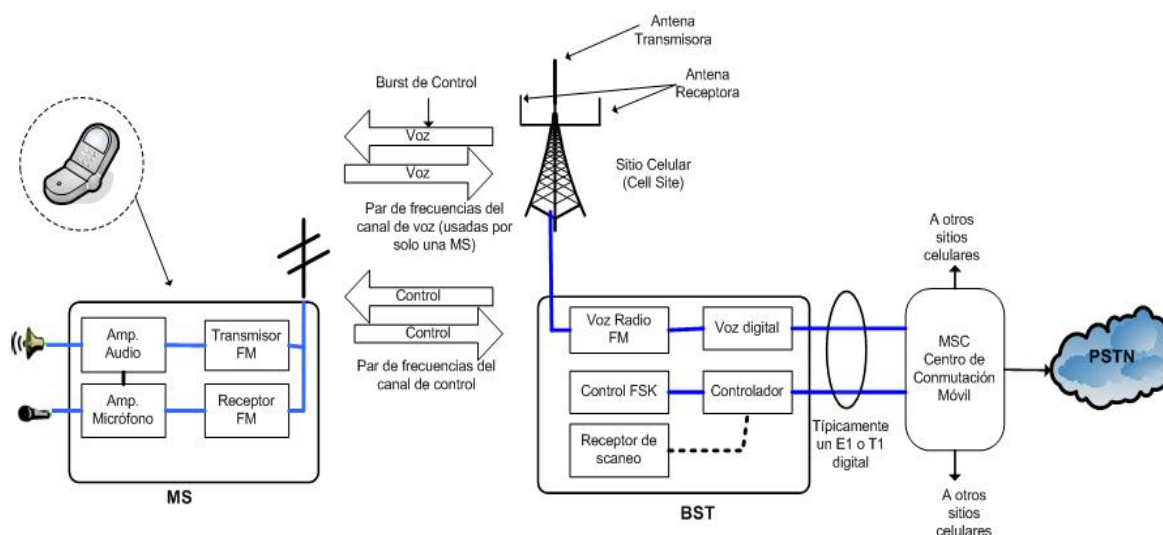 Antena
Transmisora
Antena
Receptora
Burst de Control
Voz
Voz
Par de frecuencias del
canal de voz (usadas por
solo una MS)
Sitio Celular
(Cell Site)
Control
Control
Par de frecuencias del
canal de control
Amp.
Audio
Transmisor
FM
Amp.
Micrófono
Receptor
FM
MS
Voz Radio
FM
Voz digital
Control FSK
Controlador
Receptor de
scaneo
BST
Típicamente
un E1 o T1
digital
A otros
sitios
celulares
MSC
Centro de
Conmutación
Móvil
A otros
sitios
celulares
PSTN